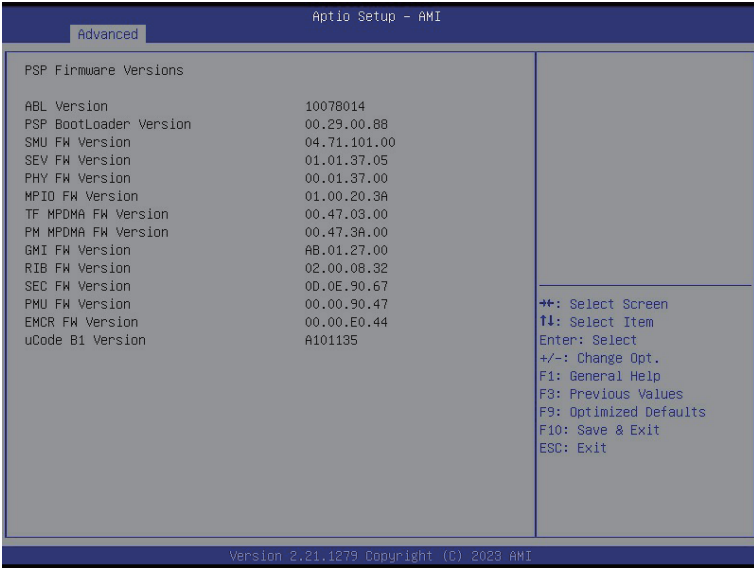 Aptio Setup – AMI
Advanced
PSP Firmware Versions
ABL Version 10078014
PSP BootLoader Version 00.29.00.88
SMU FW Version 04.71.101.00
SEV FW Version 01.01.37.05
PHY FW Version 00.01.37.00
MPIO FW Version 01.00.20.3A
TF MPDMA FW Version 00.47.03.00
PM MPDMA FW Version 00.47.3A.00
GMI FW Version AB.01.27.00
RIB FW Version 02.00.08.32
SEC FW Version 0D.0E.90.67
PMU FW Version 00.00.90.47
EMCR FW Version 00.00.E0.44
uCode B1 Version A101135
→←: Select Screen
↑↓: Select Item
Enter: Select
+/-: Change Opt.
F1: General Help
F3: Previous Values
F9: Optimized Defaults
F10: Save & Exit
ESC: Exit
Version 2.21.1279 Copyright (C) 2023 AMI